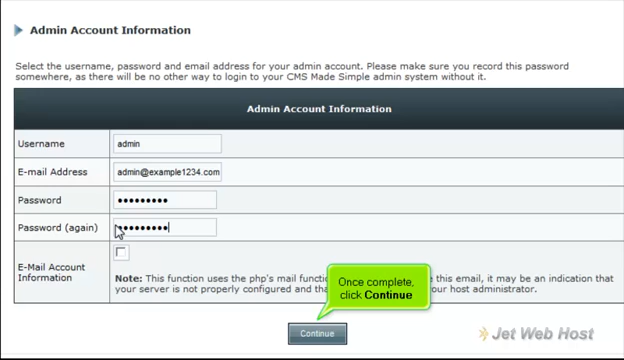 Admin Account Information
Select the username, password and email address for your admin account. Please make sure you record this password
somewhere, as there will be no other way to login to your CMS Made Simple admin system without it.
Admin Account Information
Username
admin
E-mail Address
admin@example1234.com
Password
Password (again)
E-Mail Account
Information
Note: This function uses the php's mail this email, it may be an indication that
your server is not properly configured and your host administrator.
Once complete,
click Continue
Continue
Jet Web Host